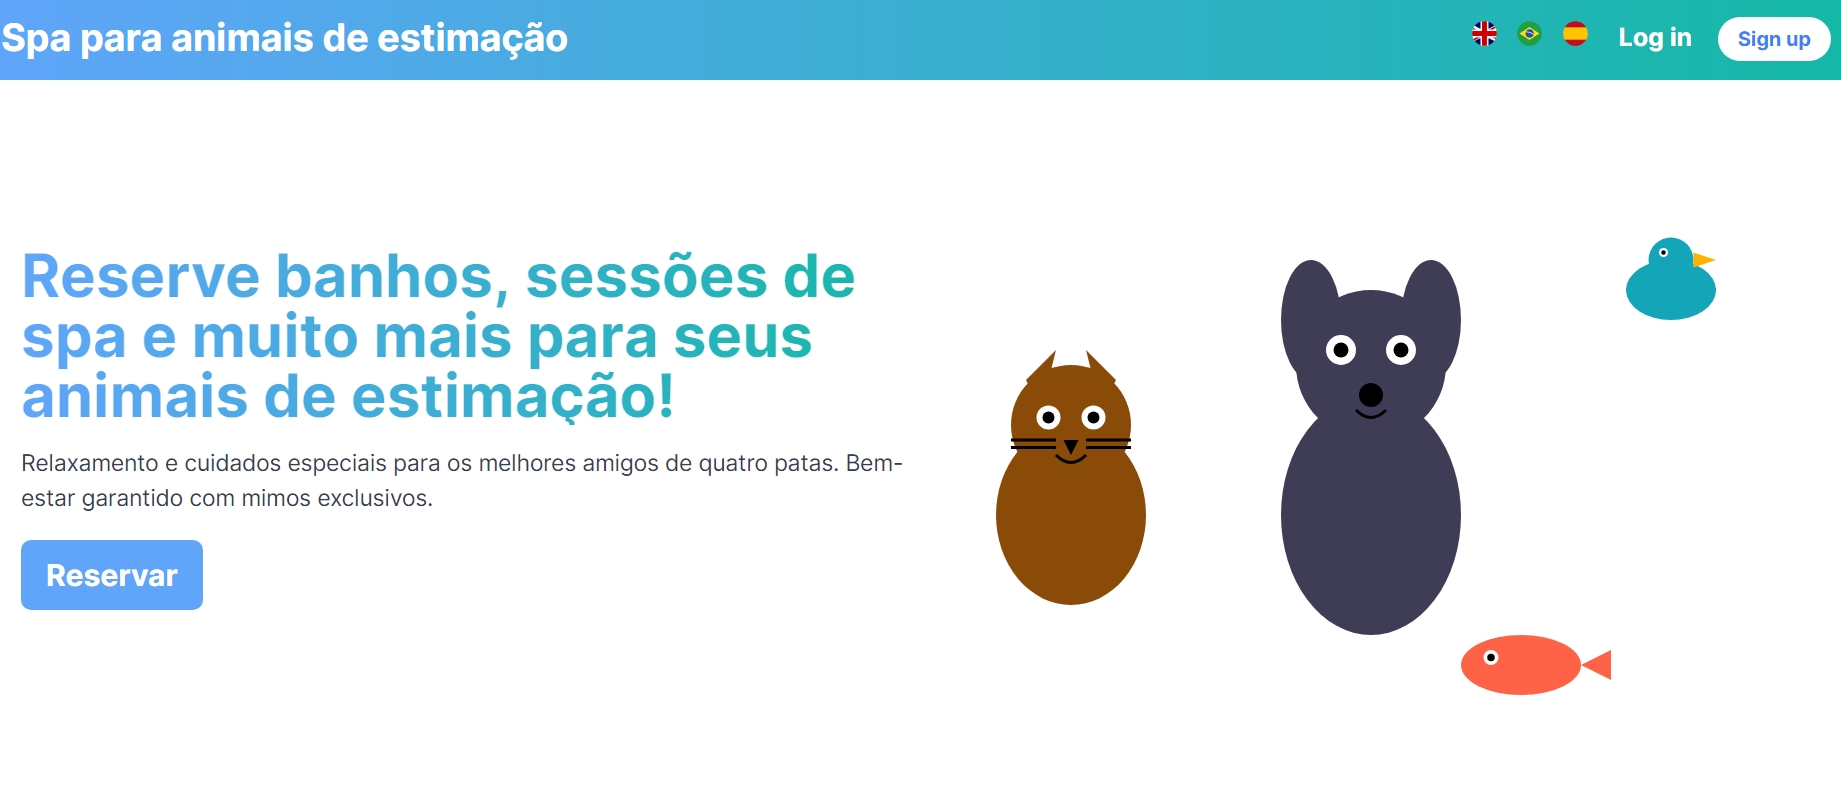 Spa para animais de estimação
Log in
Sign up
Reserve banhos, sessões de
spa e muito mais para seus
animais de estimação!
Relaxamento e cuidados especiais para os melhores amigos de quatro patas. Bem-
estar garantido com mimos exclusivos.
Reservar